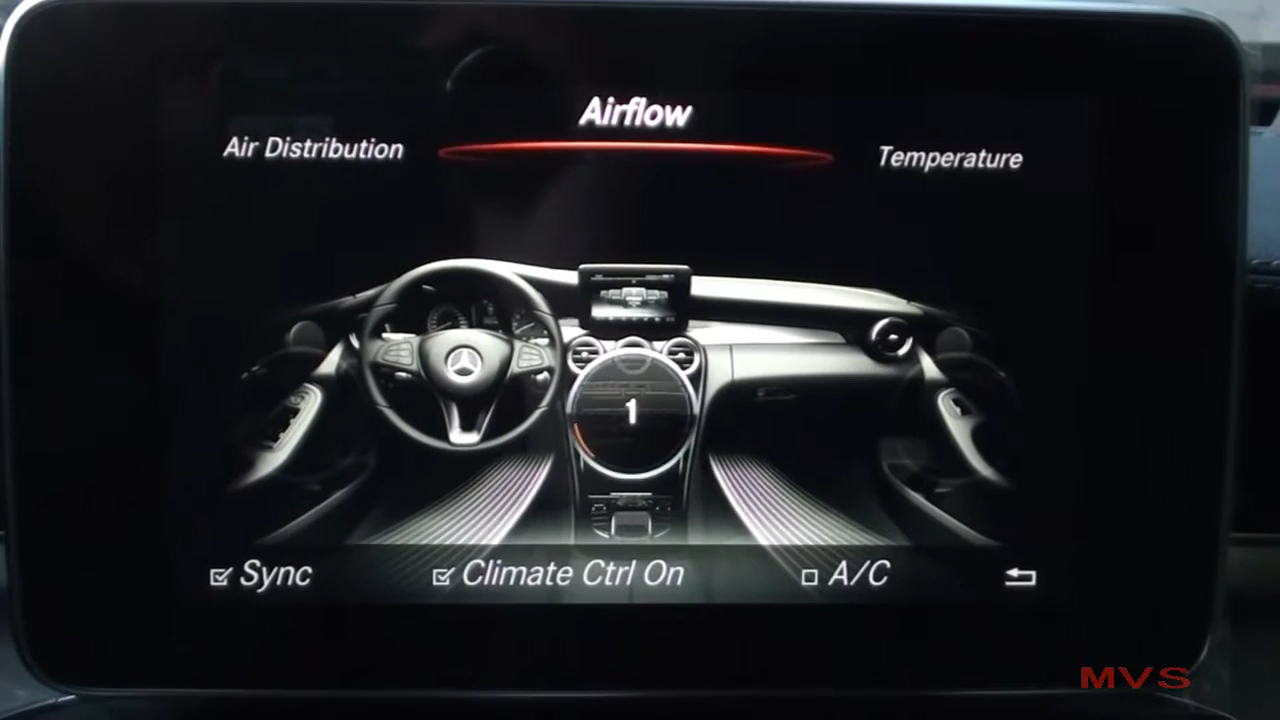 Airflow
Air Distribution
Temperature
1
Sync
Climate Ctrl On
A/C
MVS